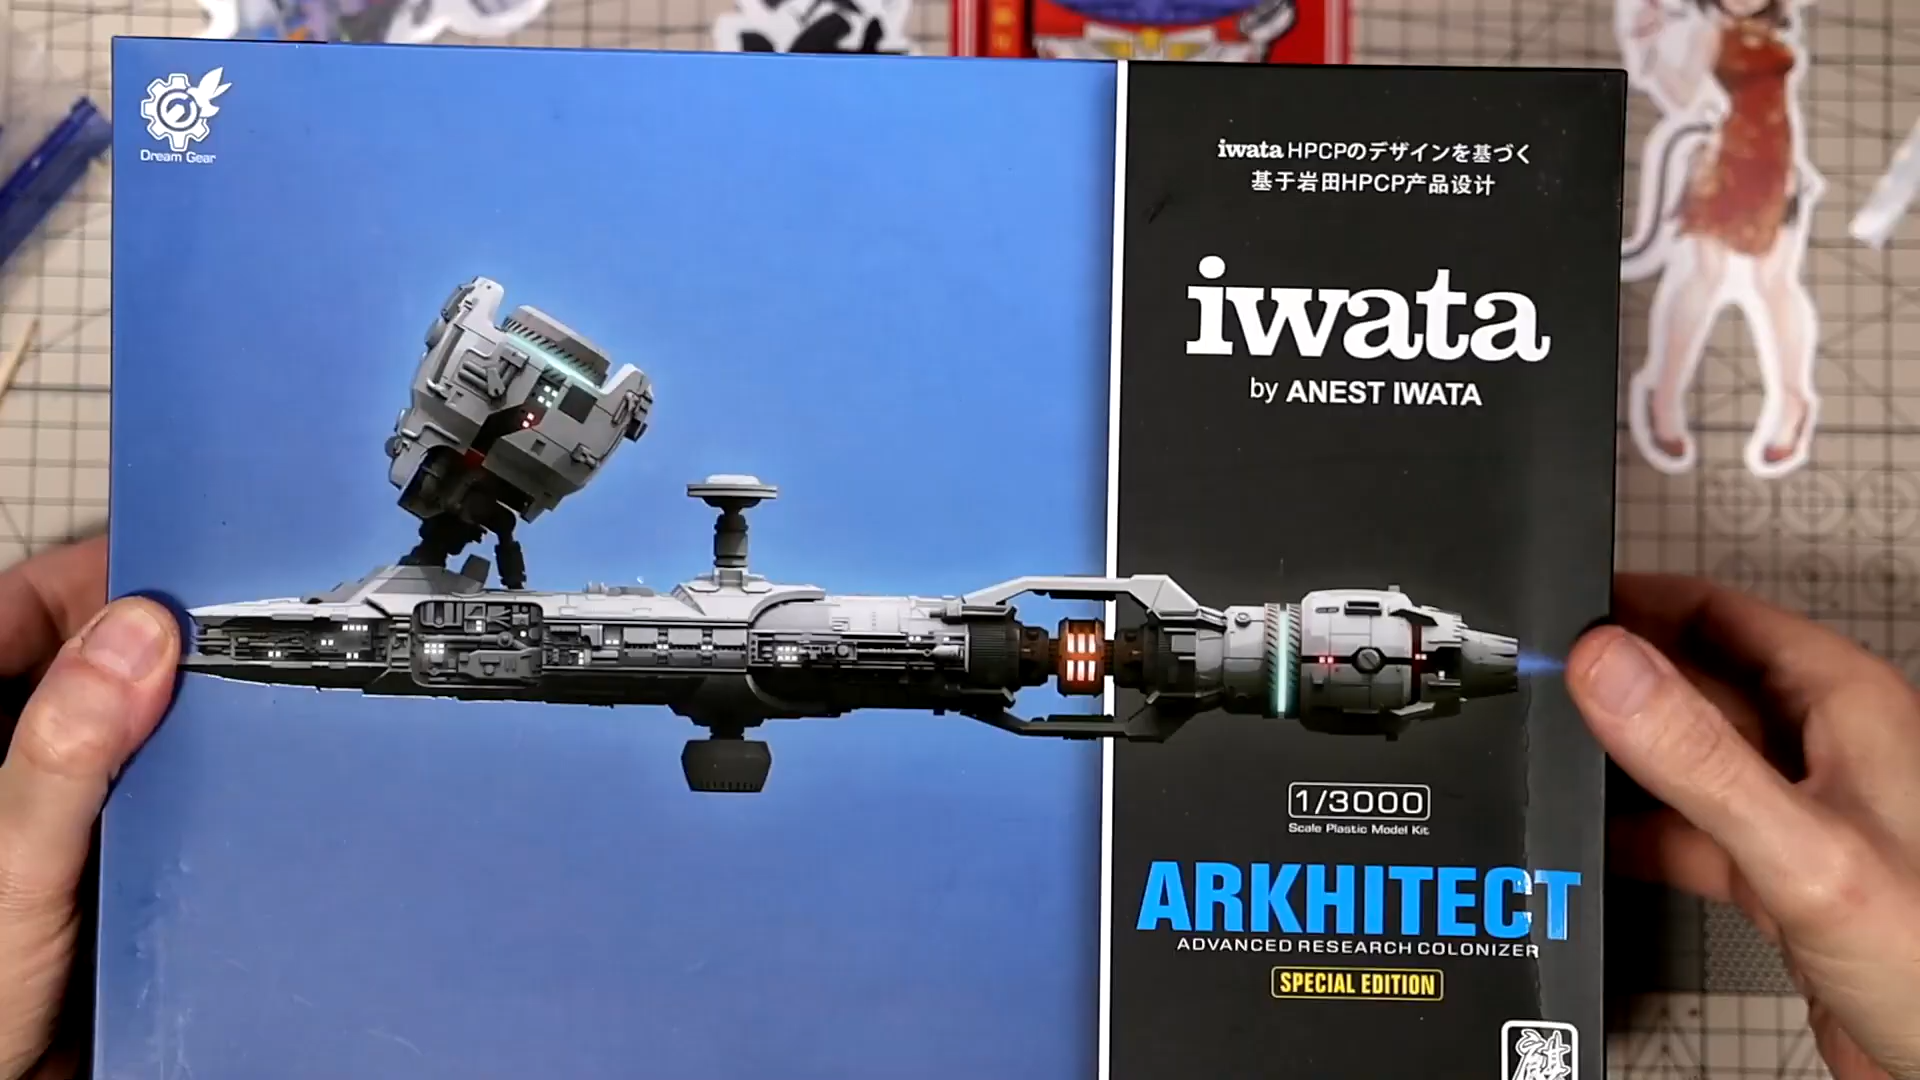 Dream Gear
iwata HPCPのデザインを基づく
基于岩田HPCP产品设计
iwata
by ANEST IWATA
1/3000
Scale Plastic Model Kit
ARKHITECT
ADVANCED RESEARCH COLONIZER
SPECIAL EDITION